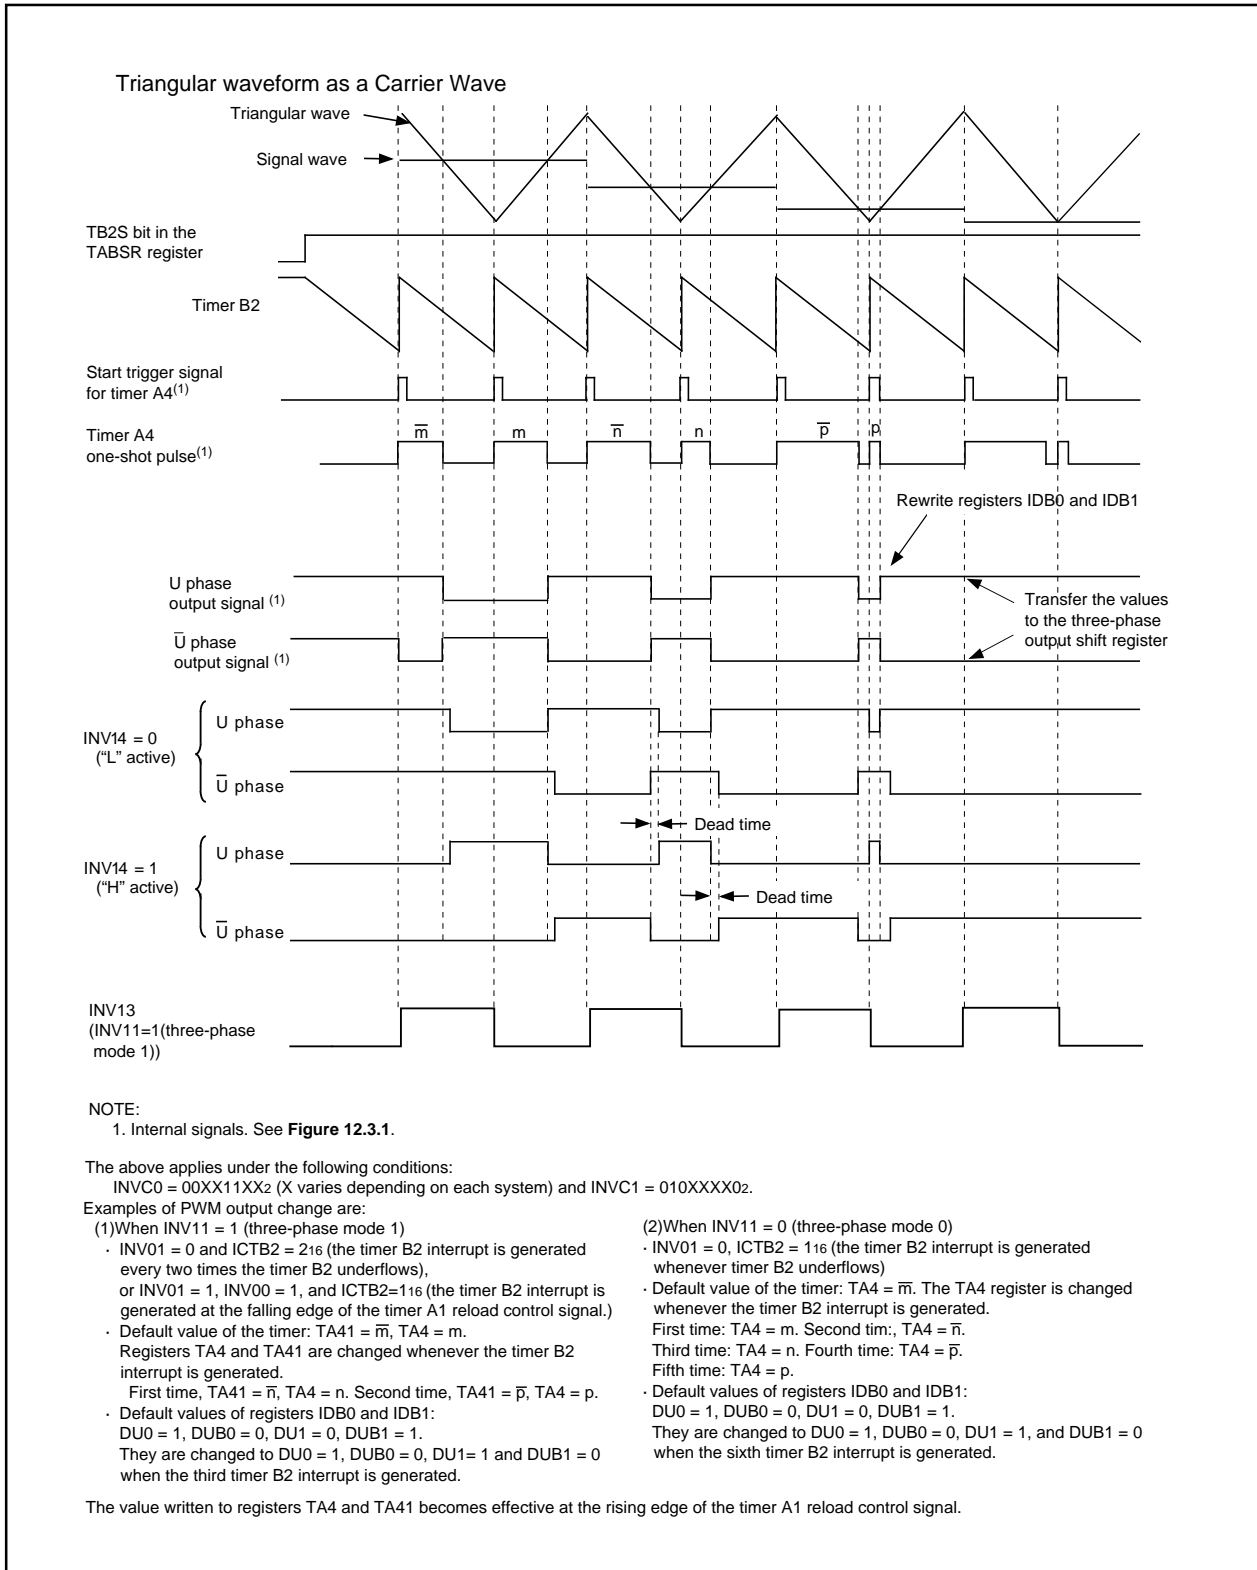 Triangular waveform as a Carrier Wave
Triangular wave
Signal wave
TB2S bit in the
TABSR register
Timer B2
Start trigger signal
for timer A4(1)
Timer A4
one-shot pulse(1)
m̅ m n̅ n p̅ p
Rewrite registers IDB0 and IDB1
U phase
output signal (1)
Transfer the values
to the three-phase
output shift register
U̅ phase
output signal (1)
INV14 = 0
(“L” active)
U phase
U̅ phase
Dead time
INV14 = 1
(“H” active)
U phase
Dead time
U̅ phase
INV13
(INV11=1(three-phase
mode 1))
NOTE:
1. Internal signals. See Figure 12.3.1.
The above applies under the following conditions:
INVC0 = 00XX11XX2 (X varies depending on each system) and INVC1 = 010XXXX02.
Examples of PWM output change are:
(1)When INV11 = 1 (three-phase mode 1)
· INV01 = 0 and ICTB2 = 216 (the timer B2 interrupt is generated
every two times the timer B2 underflows),
or INV01 = 1, INV00 = 1, and ICTB2=116 (the timer B2 interrupt is
generated at the falling edge of the timer A1 reload control signal.)
· Default value of the timer: TA41 = m̅, TA4 = m.
Registers TA4 and TA41 are changed whenever the timer B2
interrupt is generated.
First time, TA41 = n̅, TA4 = n. Second time, TA41 = p̅, TA4 = p.
· Default values of registers IDB0 and IDB1:
DU0 = 1, DUB0 = 0, DU1 = 0, DUB1 = 1.
They are changed to DU0 = 1, DUB0 = 0, DU1= 1 and DUB1 = 0
when the third timer B2 interrupt is generated.
(2)When INV11 = 0 (three-phase mode 0)
· INV01 = 0, ICTB2 = 116 (the timer B2 interrupt is generated
whenever timer B2 underflows)
· Default value of the timer: TA4 = m̅. The TA4 register is changed
whenever the timer B2 interrupt is generated.
First time: TA4 = m. Second tim:, TA4 = n̅.
Third time: TA4 = n. Fourth time: TA4 = p̅.
Fifth time: TA4 = p.
· Default values of registers IDB0 and IDB1:
DU0 = 1, DUB0 = 0, DU1 = 0, DUB1 = 1.
They are changed to DU0 = 1, DUB0 = 0, DU1 = 1, and DUB1 = 0
when the sixth timer B2 interrupt is generated.
The value written to registers TA4 and TA41 becomes effective at the rising edge of the timer A1 reload control signal.